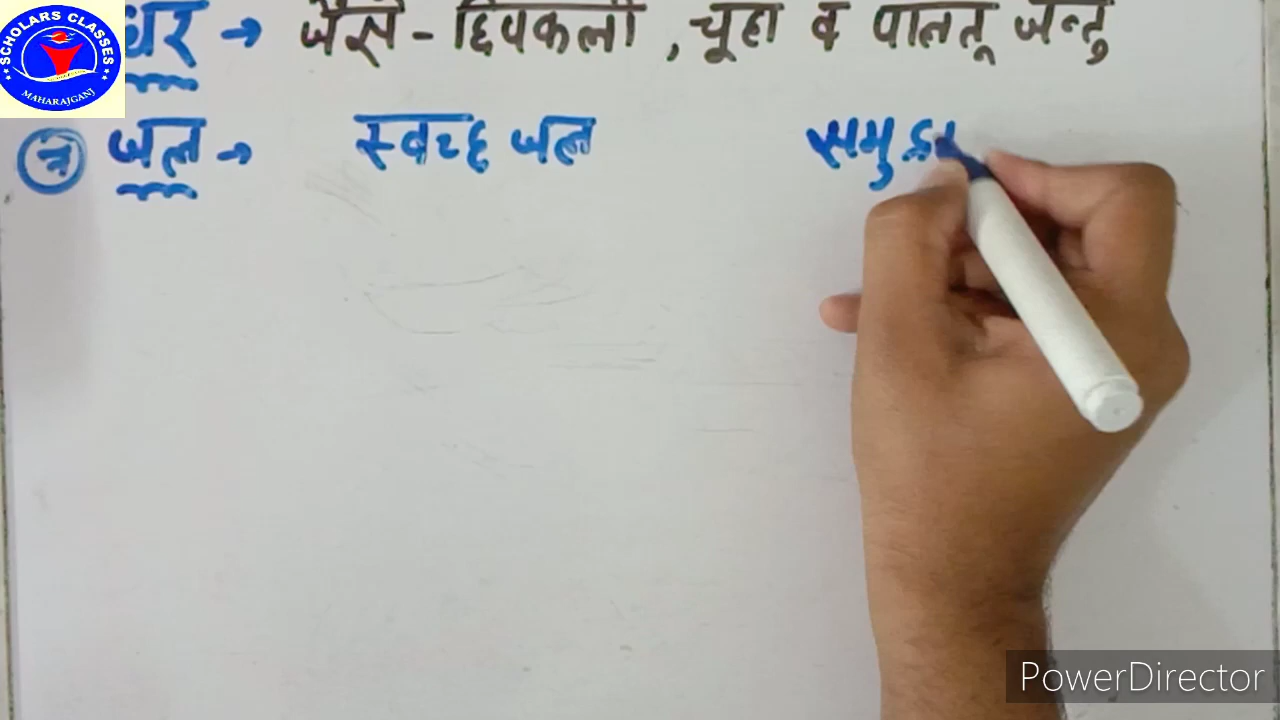 SCHOLARS CLASSES
MAHARAJGANJ
घर → जैसे - छिपकली , चूहा व पालतू जन्तु
जल → स्वच्छ जल समुद्र
PowerDirector